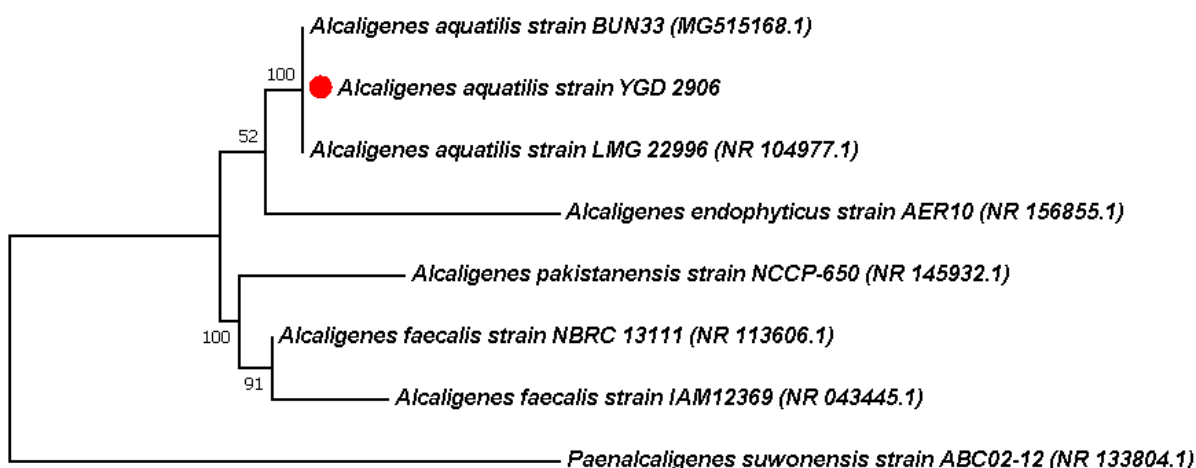 Alcaligenes aquatilis strain BUN33 (MG515168.1)
100
Alcaligenes aquatilis strain YGD 2906
52
Alcaligenes aquatilis strain LMG 22996 (NR 104977.1)
Alcaligenes endophyticus strain AER10 (NR 156855.1)
Alcaligenes pakistanensis strain NCCP-650 (NR 145932.1)
100
Alcaligenes faecalis strain NBRC 13111 (NR 113606.1)
91
Alcaligenes faecalis strain IAM12369 (NR 043445.1)
Paenalcaligenes suwonensis strain ABC02-12 (NR 133804.1)